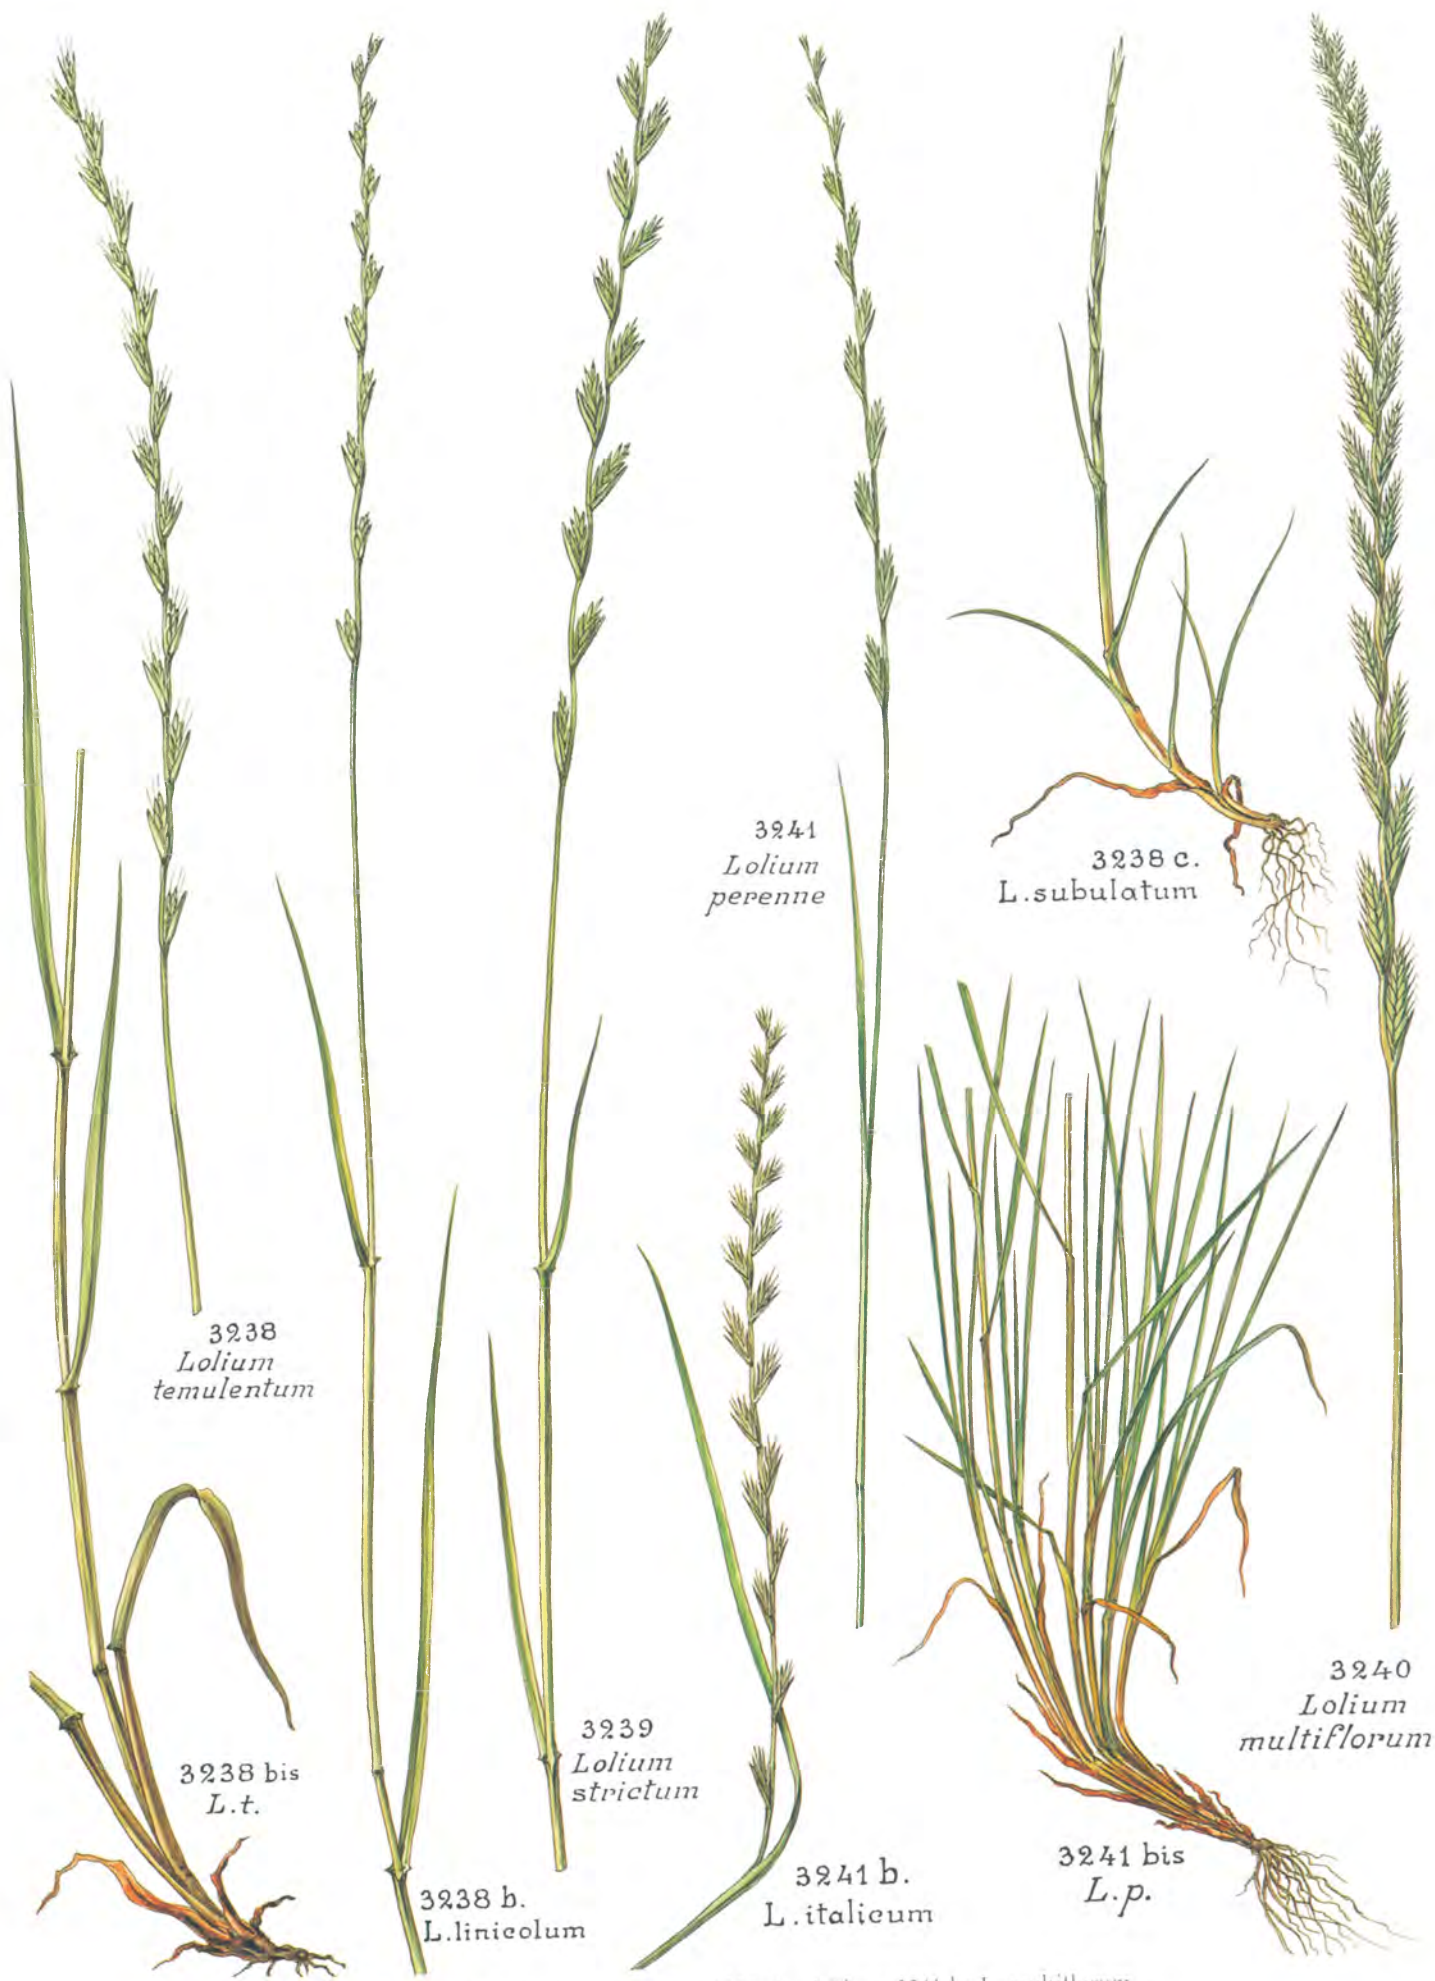 3241
Lolium
perenne
3238 c.
L. subulatum
3238
Lolium
temulentum
3240
Lolium
multiflorum
3239
Lolium
strictum
3238 bis
L.t.
3241 bis
L.p.
3241 b.
L. italicum
3238 b.
L. linicolum